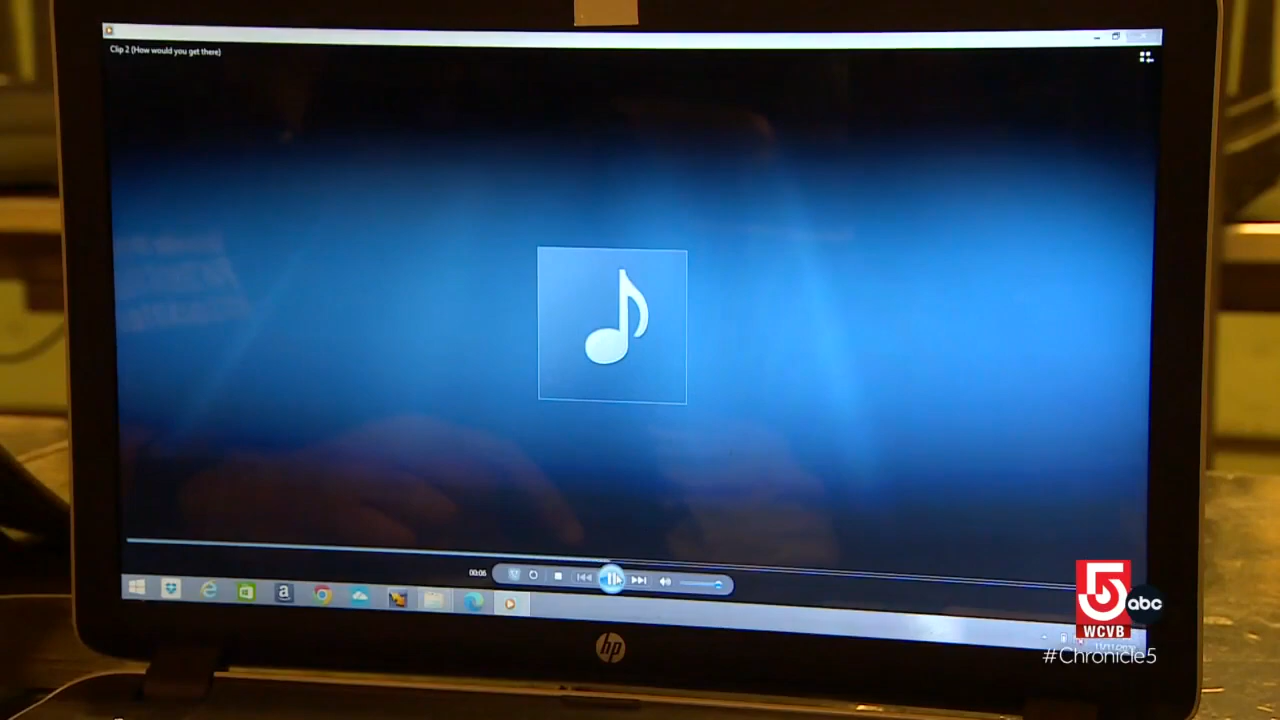 Clip 2 (How would you get there)
00:06
a
hp
5
abc
WCVB
#Chronicle5